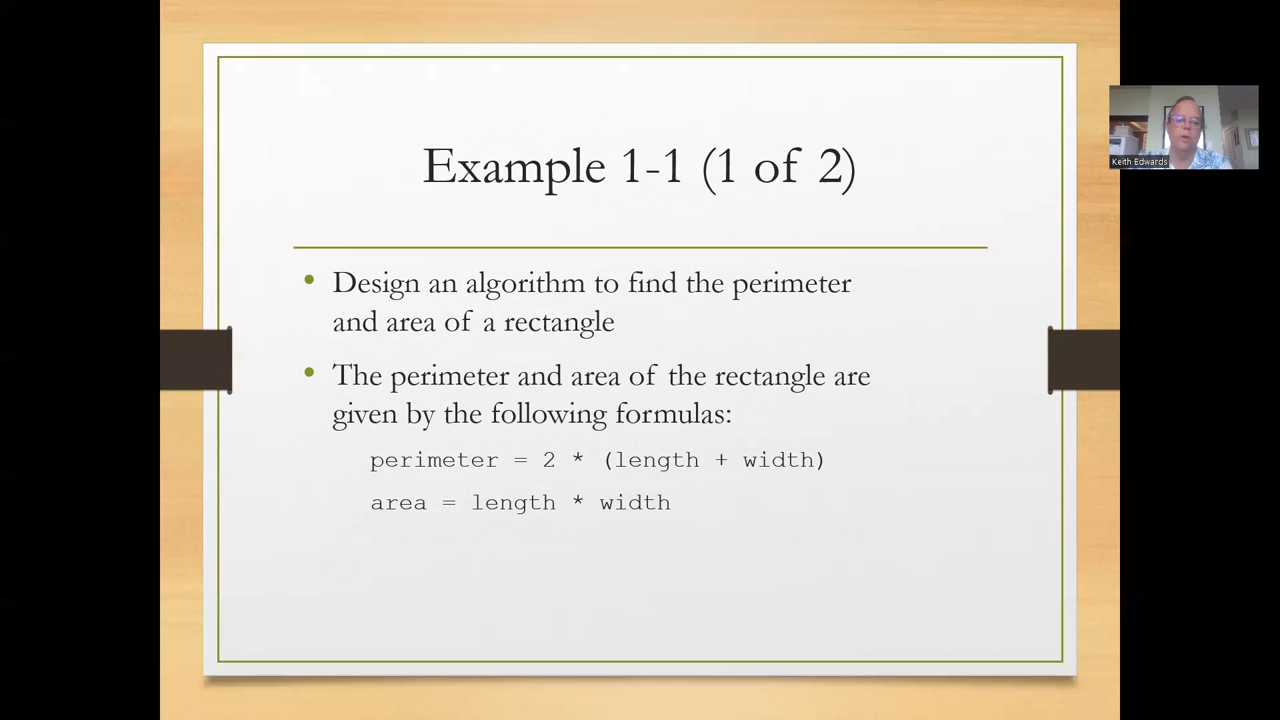 Example 1-1 (1 of 2)
• Design an algorithm to find the perimeter
and area of a rectangle
• The perimeter and area of the rectangle are
given by the following formulas:
perimeter = 2 * (length + width)
area = length * width
Keith Edwards